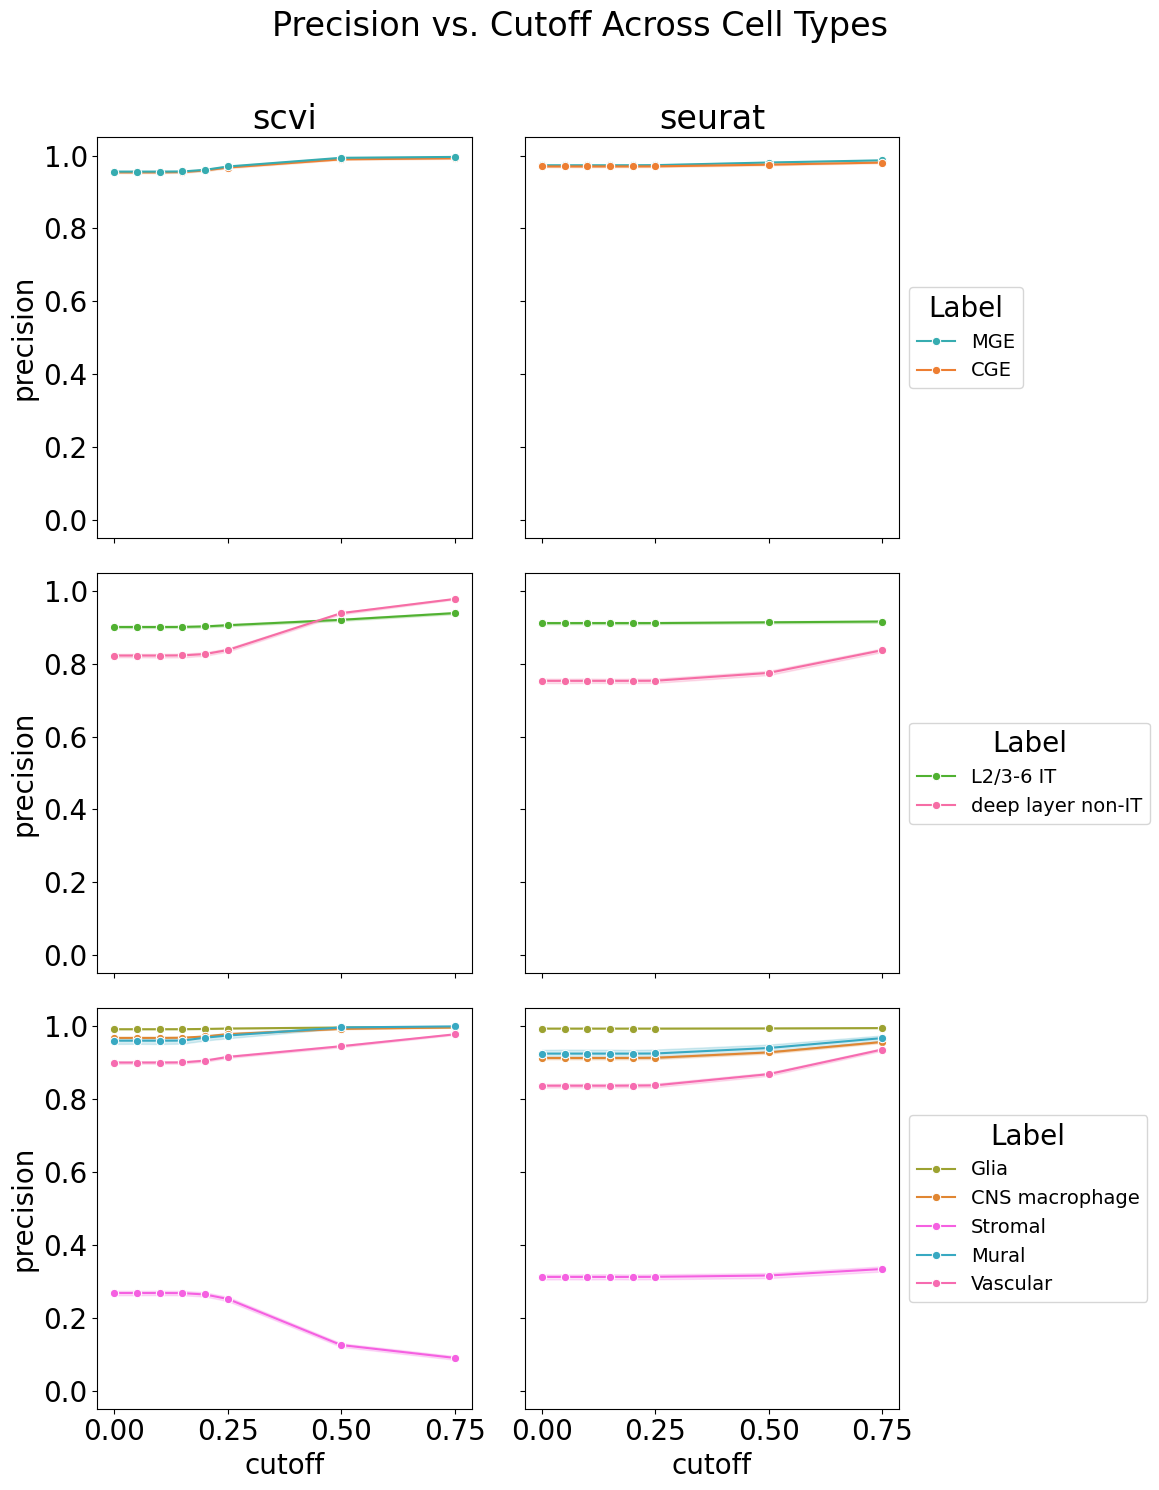 Precision vs. Cutoff Across Cell Types
scvi
seurat
1.0
0.8
0.6
0.4
0.2
0.0
precision
Label
MGE
CGE
1.0
0.8
0.6
0.4
0.2
0.0
precision
Label
L2/3-6 IT
deep layer non-IT
1.0
0.8
0.6
0.4
0.2
0.0
precision
0.00 0.25 0.50 0.75
cutoff
0.00 0.25 0.50 0.75
cutoff
Label
Glia
CNS macrophage
Stromal
Mural
Vascular